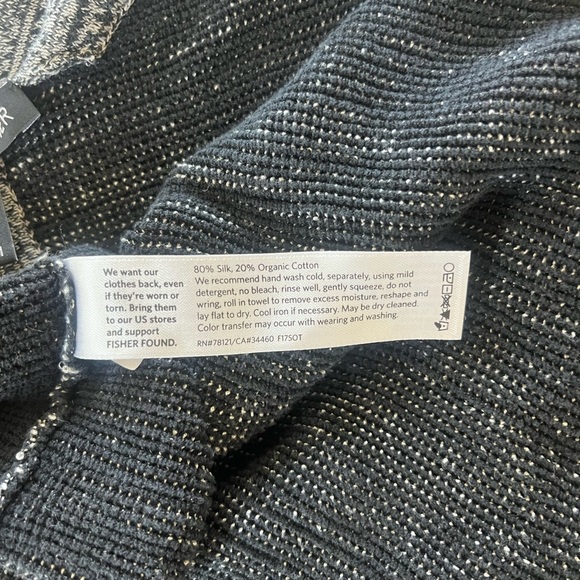 We want our
clothes back, even
if they're worn or
torn. Bring them
to our US stores
and support
FISHER FOUND.
80% Silk, 20% Organic Cotton
We recommend hand wash cold, separately, using mild
detergent, no bleach, rinse well, gently squeeze, do not
wring, roll in towel to remove excess moisture, reshape and
lay flat to dry. Cool iron if necessary. May be dry cleaned.
Color transfer may occur with wearing and washing.
RN#78121/CA#34460 F17SOT